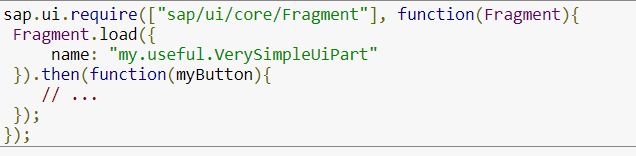 sap.ui.require(["sap/ui/core/Fragment"], function(Fragment){
Fragment.load({
name: "my.useful.VerySimpleUiPart"
}).then(function(myButton){
// ...
});
});